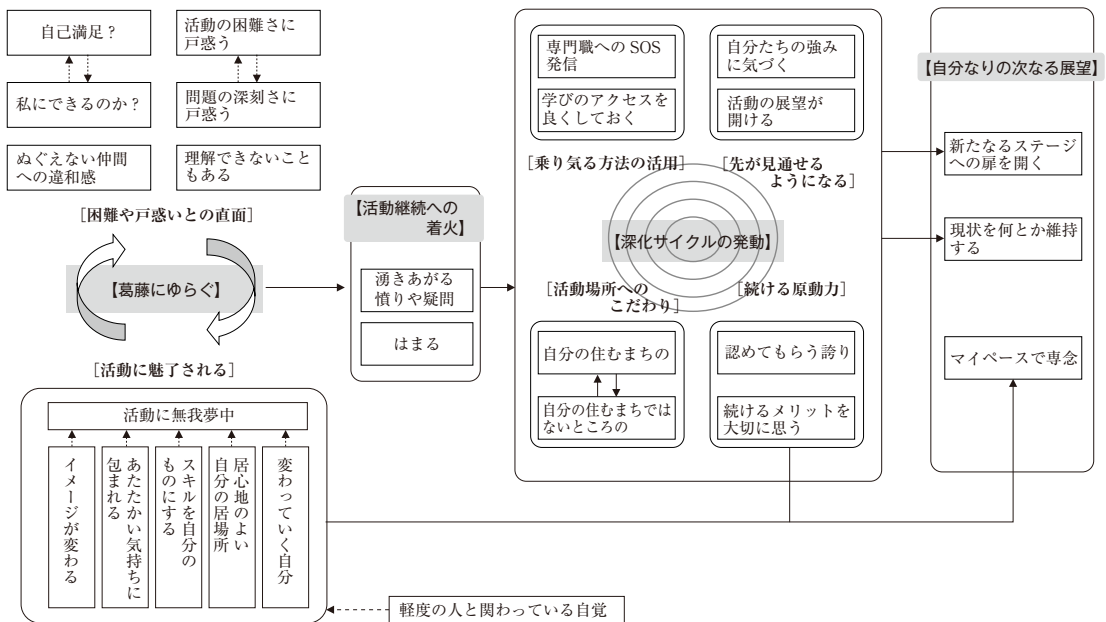 自己満足？
私にできるのか？
活動の困難さに
戸惑う
問題の深刻さに
戸惑う
ぬぐえない仲間
への違和感
理解できないこと
もある
［困難や戸惑いとの直面］
【葛藤にゆらぐ】
［活動に魅了される］
活動に無我夢中
イメージが変わる
あたたかい気持ちに
包まれる
スキルを自分の
ものにする
居心地のよい
自分の居場所
変わっていく自分
軽度の人と関わっている自覚
【活動継続への
着火】
湧きあがる
憤りや疑問
はまる
専門職への SOS
発信
学びのアクセスを
良くしておく
［乗り気る方法の活用］
自分たちの強み
に気づく
活動の展望が
開ける
［先が見通せる
ようになる］
【深化サイクルの発動】
［活動場所への
こだわり］
自分の住むまちの
自分の住むまちでは
ないところの
［続ける原動力］
認めてもらう誇り
続けるメリットを
大切に思う
【自分なりの次なる展望】
新たなるステージ
への扉を開く
現状を何とか維持
する
マイペースで専念